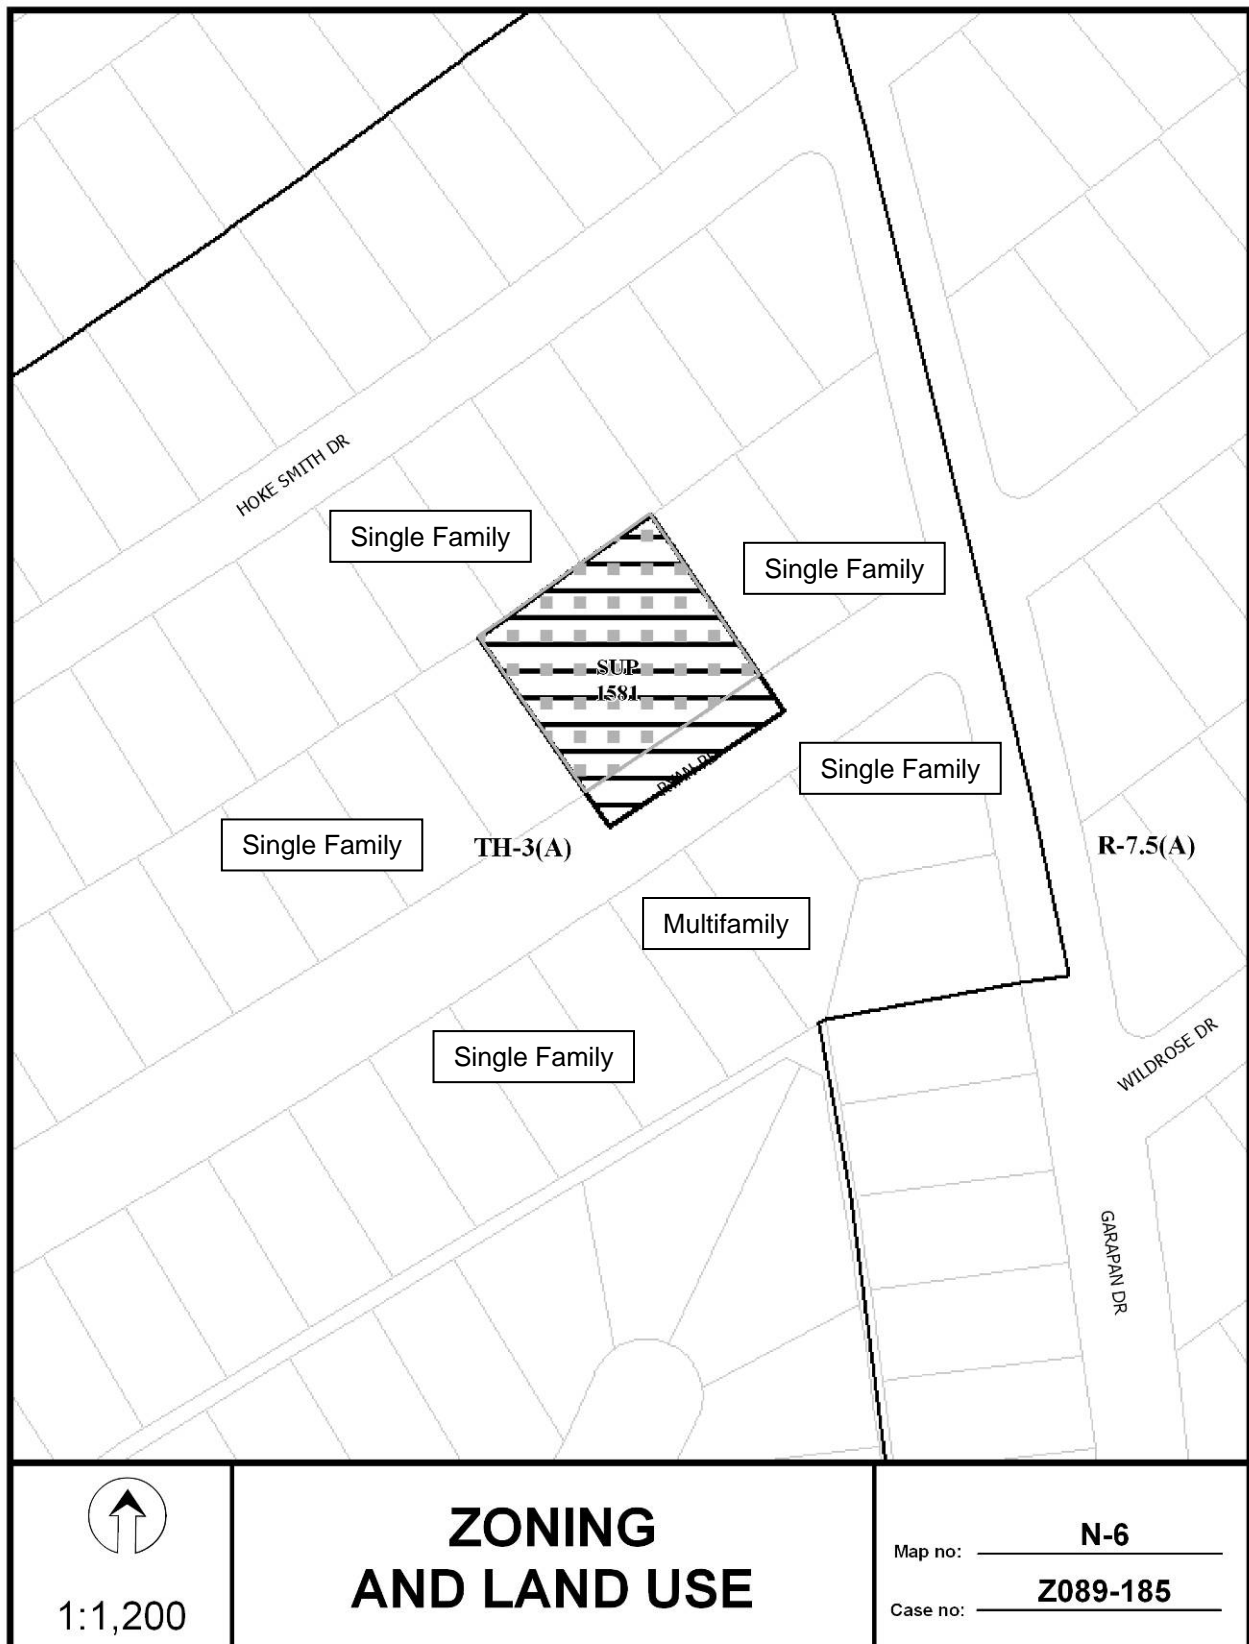 HOKE SMITH DR
Single Family
Single Family
SUP
1581
RYAN RD
Single Family
Single Family
TH-3(A)
R-7.5(A)
Multifamily
Single Family
WILDROSE DR
GARAPAN DR
1:1,200
ZONING
AND LAND USE
Map no: N-6
Case no: Z089-185